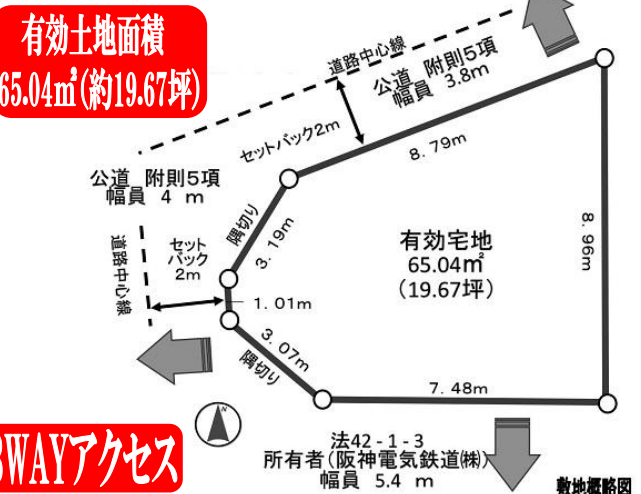 有効土地面積
65.04㎡(約19.67坪)
道路中心線
公道 附則5項
幅員 3.8m
セットバック2m
8.79m
公道 附則5項
幅員 4 m
隅切り
3.19m
道路中心線
セット
バック
2m
有効宅地
65.04㎡
(19.67坪)
8.96m
1.01m
3.07m
隅切り
7.48m
N
法42-1-3
所有者(阪神電気鉄道㈱)
幅員 5.4 m
3WAYアクセス
敷地概略図